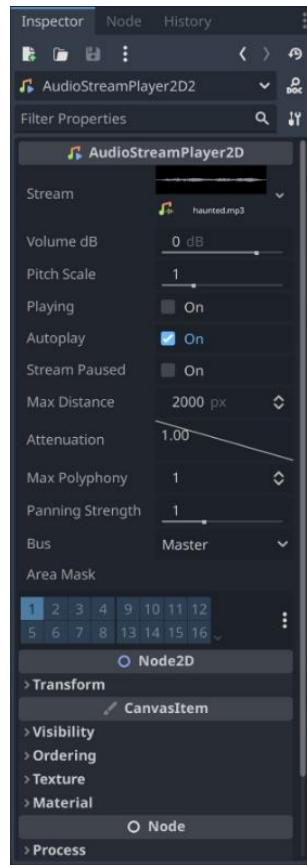 Inspector Node History
AudioStreamPlayer2D2
DOC
Filter Properties
AudioStreamPlayer2D
Stream
haunted.mp3
Volume dB 0 dB
Pitch Scale 1
Playing On
Autoplay On
Stream Paused On
Max Distance 2000 px
Attenuation 1.00
Max Polyphony 1
Panning Strength 1
Bus Master
Area Mask
1 2 3 4 9 10 11 12
5 6 7 8 13 14 15 16
Node2D
Transform
CanvasItem
Visibility
Ordering
Texture
Material
Node
Process